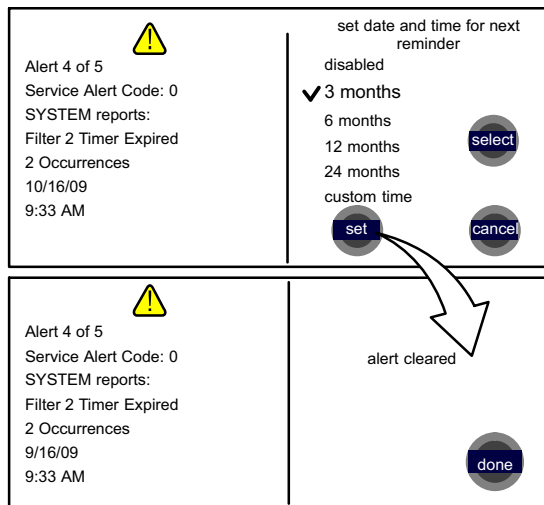 Alert 4 of 5
Service Alert Code: 0
SYSTEM reports:
Filter 2 Timer Expired
2 Occurrences
10/16/09
9:33 AM
set date and time for next
reminder
disabled
3 months
6 months
12 months
24 months
custom time
select
set
cancel
Alert 4 of 5
Service Alert Code: 0
SYSTEM reports:
Filter 2 Timer Expired
2 Occurrences
9/16/09
9:33 AM
alert cleared
done